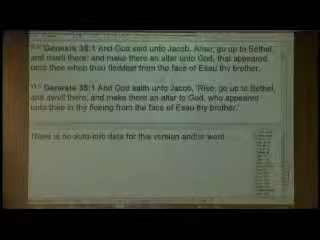 Genesis 35:1 And God said unto Jacob, Arise, go up to Bethel,
and dwell there: and make there an altar unto God, that appeared
unto thee when thou fleddest from the face of Esau thy brother.
Genesis 35:1 And God saith unto Jacob, 'Rise, go up to Bethel,
and dwell there, and make there an altar to God, who appeared
unto thee in thy fleeing from the face of Esau thy brother.'
There is no auto-info data for this version and/or word